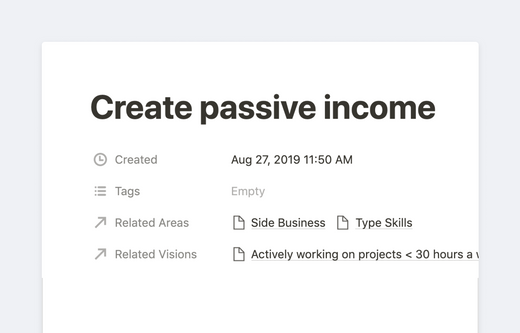 Create passive income
Created Aug 27, 2019 11:50 AM
Tags Empty
Related Areas Side Business Type Skills
Related Visions Actively working on projects < 30 hours a